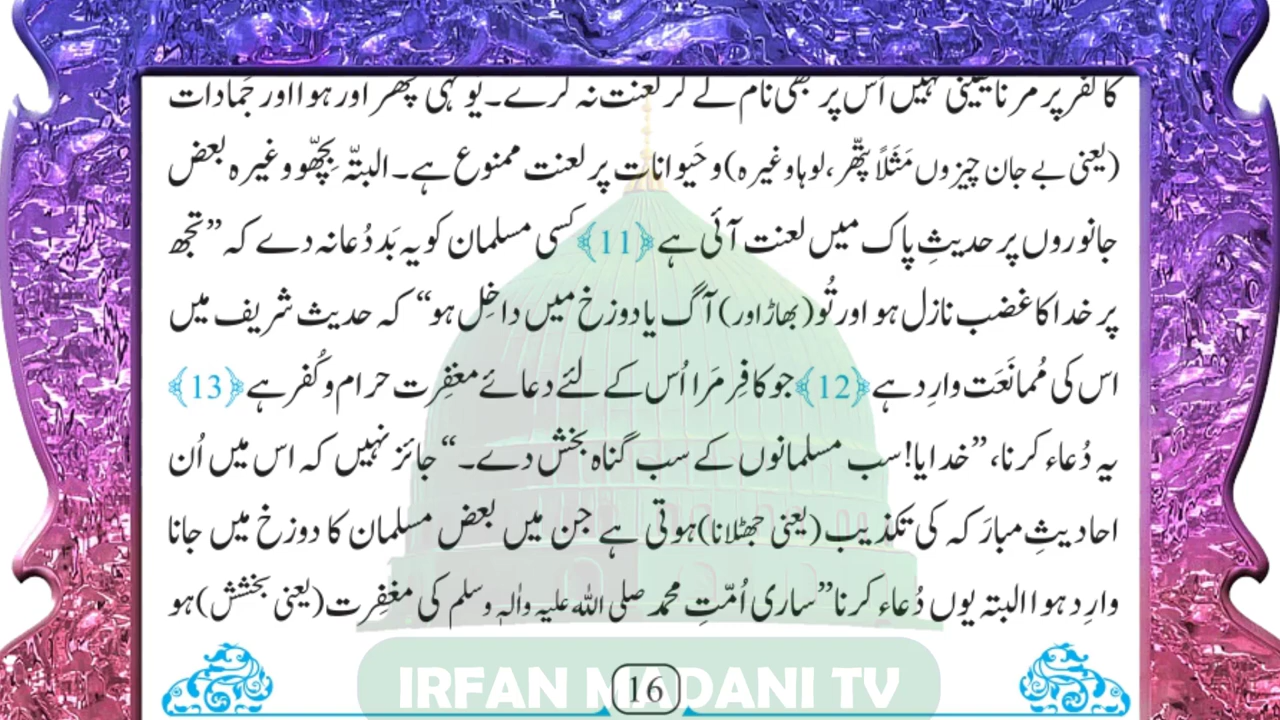 کا کفر پر مرنا یقینی نہیں اُس پر بھی نام لے کر لعنت نہ کرے۔ یوں ہی پتھر اور ہوا اور جَمادات
(یعنی بے جان چیزوں مَثَلاً پتّھر، لوہا وغیرہ) و حَیوانات پر لعنت ممنوع ہے۔ البتّہ بِچّھو وغیرہ بعض
جانوروں پر حدیثِ پاک میں لعنت آئی ہے ﴿11﴾ کسی مسلمان کو یہ بَد دُعا نہ دے کہ ”تجھ
پر خدا کا غضب نازل ہو اور تُو (بھاڑ اور) آگ یا دوزخ میں داخِل ہو“ کہ حدیث شریف میں
اس کی مُمانَعَت وارِد ہے ﴿12﴾ جو کافِر مَرا اُس کے لئے دعائے مغفِرت حرام و کُفر ہے ﴿13﴾
یہ دُعاء کرنا، ”خدایا! سب مسلمانوں کے سب گناہ بخش دے۔“ جائز نہیں کہ اس میں اُن
احادیثِ مبارَکہ کی تکذیب (یعنی جھٹلانا) ہوتی ہے جن میں بعض مسلمان کا دوزخ میں جانا
وارِد ہوا البتہ یوں دُعاء کرنا ”ساری اُمّتِ محمد صلی اللہ علیہ واٰلہٖ وسلم کی مغفِرت (یعنی بخشش) ہو
IRFAN MADANI TV
16